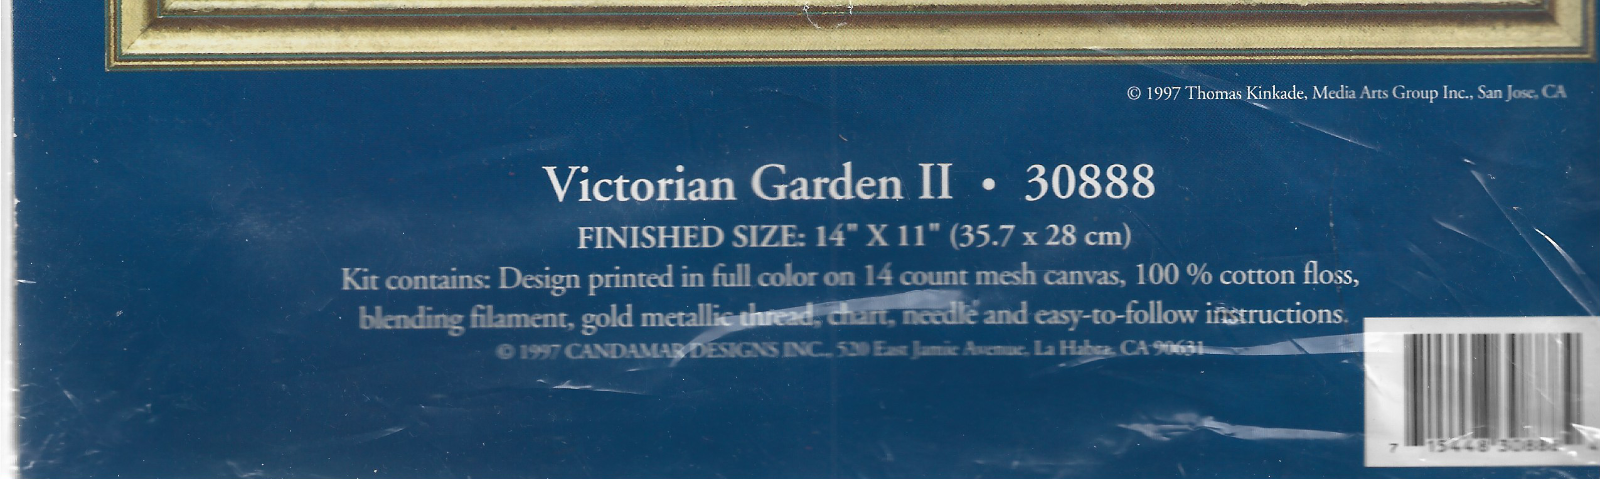 © 1997 Thomas Kinkade, Media Arts Group Inc., San Jose, CA
Victorian Garden II • 30888
FINISHED SIZE: 14" X 11" (35.7 x 28 cm)
Kit contains: Design printed in full color on 14 count mesh canvas, 100 % cotton floss,
blending filament, gold metallic thread, chart, needle and easy-to-follow instructions.
© 1997 CANDAMAR DESIGNS INC., 520 East Jamie Avenue, La Habra, CA 90631
7 15448